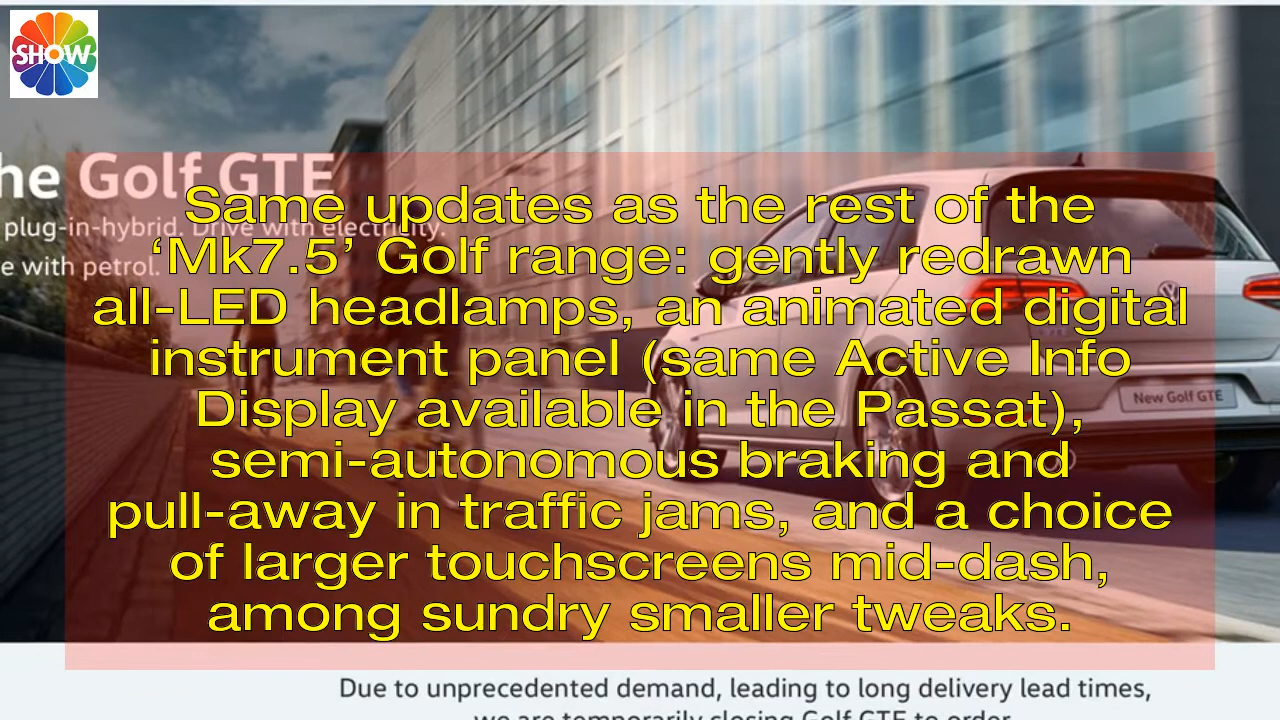 SHOW
he Golf GTE
plug-in-hybrid. Drive with electricity.
e with petrol.
Same updates as the rest of the
‘Mk7.5’ Golf range: gently redrawn
all-LED headlamps, an animated digital
instrument panel (same Active Info
Display available in the Passat),
semi-autonomous braking and
pull-away in traffic jams, and a choice
of larger touchscreens mid-dash,
among sundry smaller tweaks.
New Golf GTE
Due to unprecedented demand, leading to long delivery lead times,
we are temporarily closing Golf GTE to order